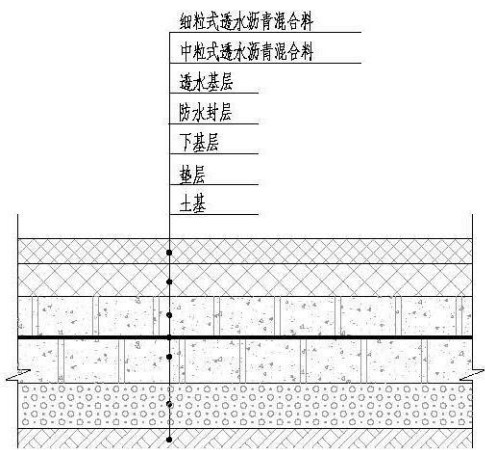 细粒式透水沥青混合料
中粒式透水沥青混合料
透水基层
防水封层
下基层
垫层
土基